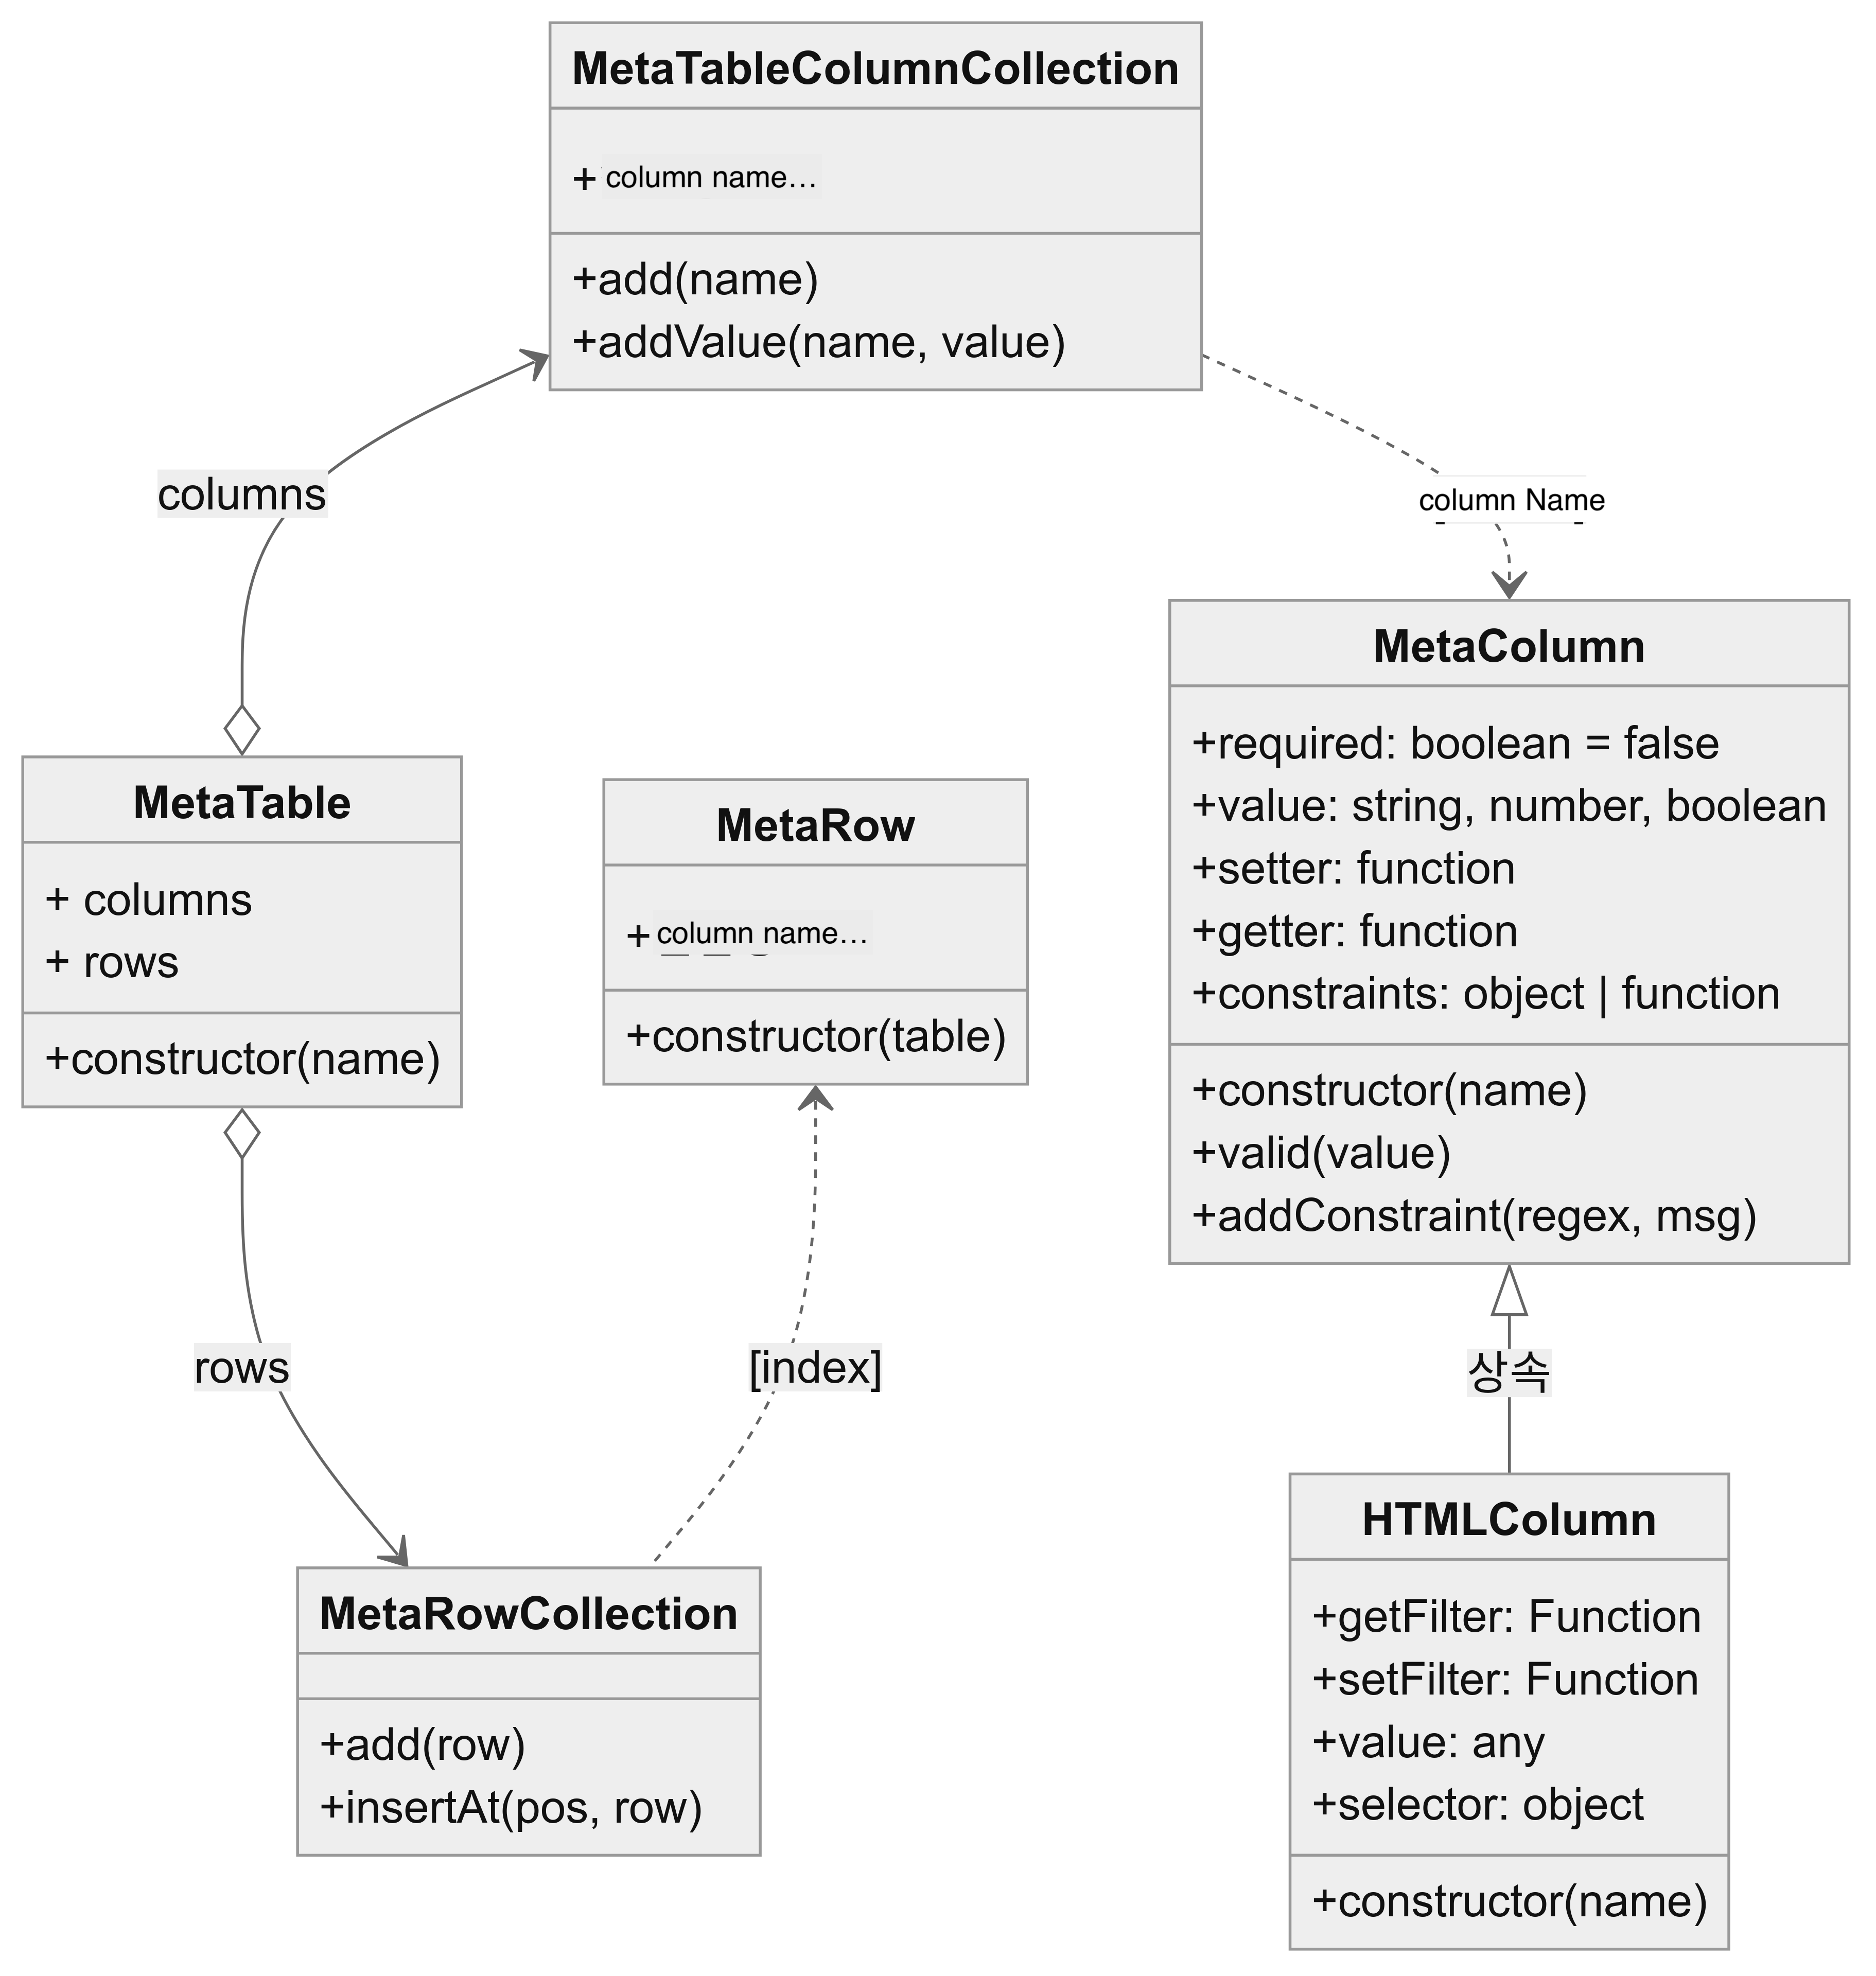 MetaTableColumnCollection
+ column name…
+add(name)
+addValue(name, value)
columns
column Name
MetaTable
+ columns
+ rows
+constructor(name)
MetaRow
+ column name…
+constructor(table)
MetaColumn
+required: boolean = false
+value: string, number, boolean
+setter: function
+getter: function
+constraints: object | function
+constructor(name)
+valid(value)
+addConstraint(regex, msg)
rows
[index]
상속
MetaRowCollection
+add(row)
+insertAt(pos, row)
HTMLColumn
+getFilter: Function
+setFilter: Function
+value: any
+selector: object
+constructor(name)